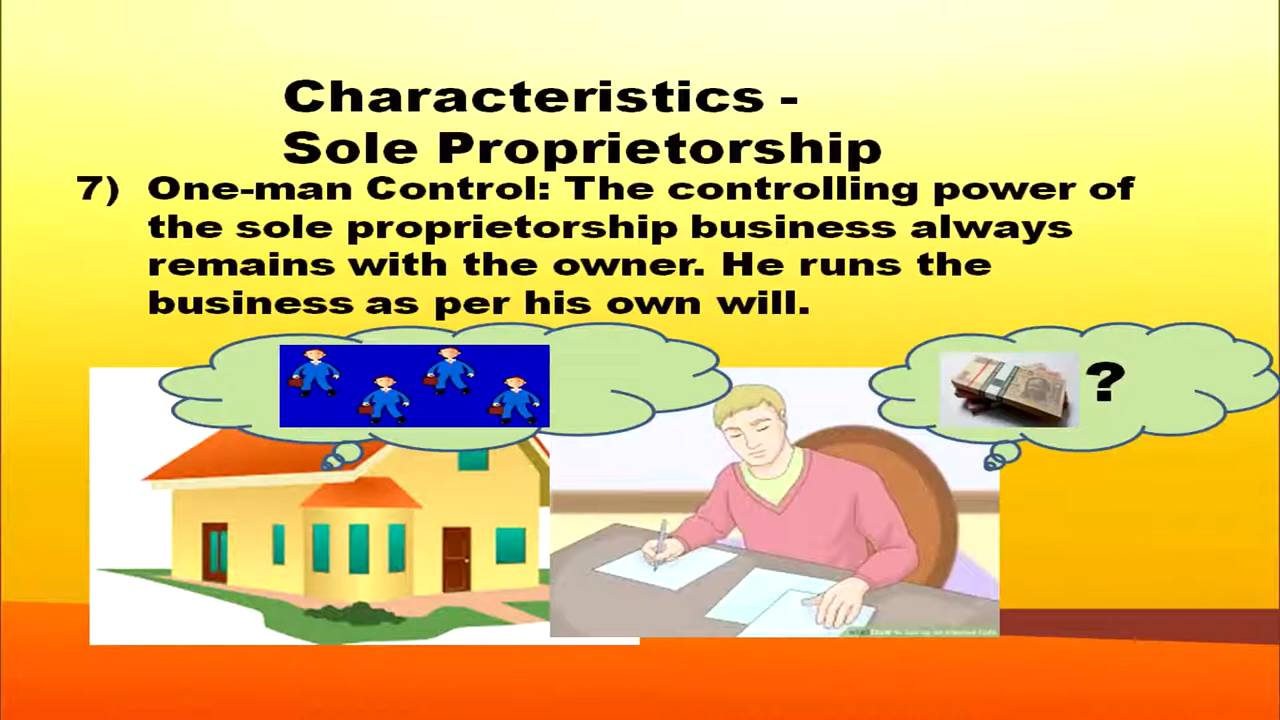 Characteristics -
Sole Proprietorship
7) One-man Control: The controlling power of
the sole proprietorship business always
remains with the owner. He runs the
business as per his own will.
?